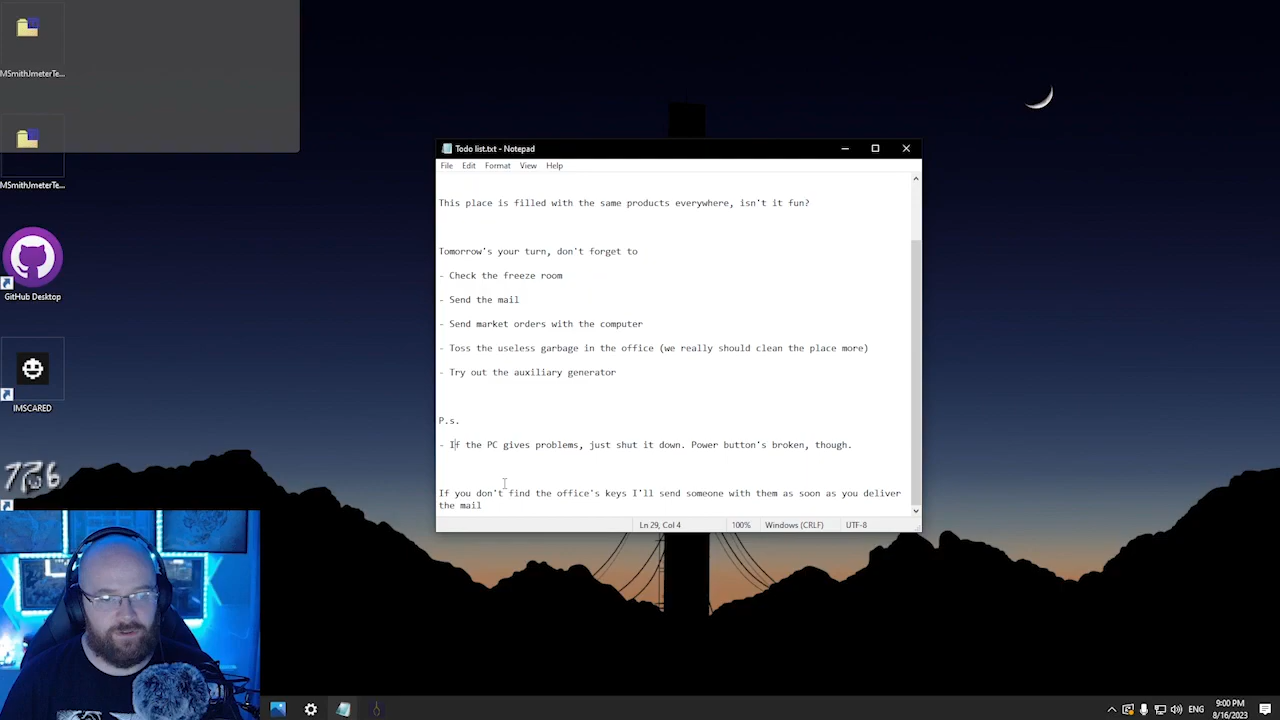 MSmithJmeterTe...
MSmithJmeterTe...
GitHub Desktop
IMSCARED
Todo list.txt - Notepad
File Edit Format View Help
This place is filled with the same products everywhere, isn't it fun?
Tomorrow's your turn, don't forget to
- Check the freeze room
- Send the mail
- Send market orders with the computer
- Toss the useless garbage in the office (we really should clean the place more)
- Try out the auxiliary generator
P.s.
- If the PC gives problems, just shut it down. Power button's broken, though.
If you don't find the office's keys I'll send someone with them as soon as you deliver
the mail
Ln 29, Col 4 100% Windows (CRLF) UTF-8
ENG
9:00 PM
8/16/2023